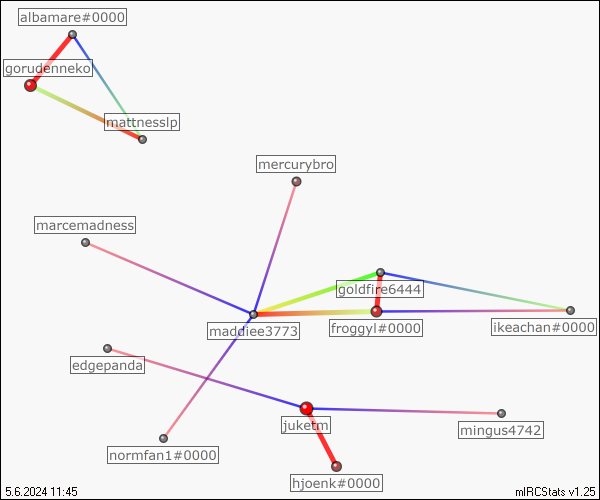 albamare#0000
gorudenneko
mattnesslp
mercurybro
marcemadness
goldfire6444
maddiee3773
froggyl#0000
ikeachan#0000
edgepanda
juketm
mingus4742
normfan1#0000
hjoenk#0000
5.6.2024 11:45
mIRCStats v1.25